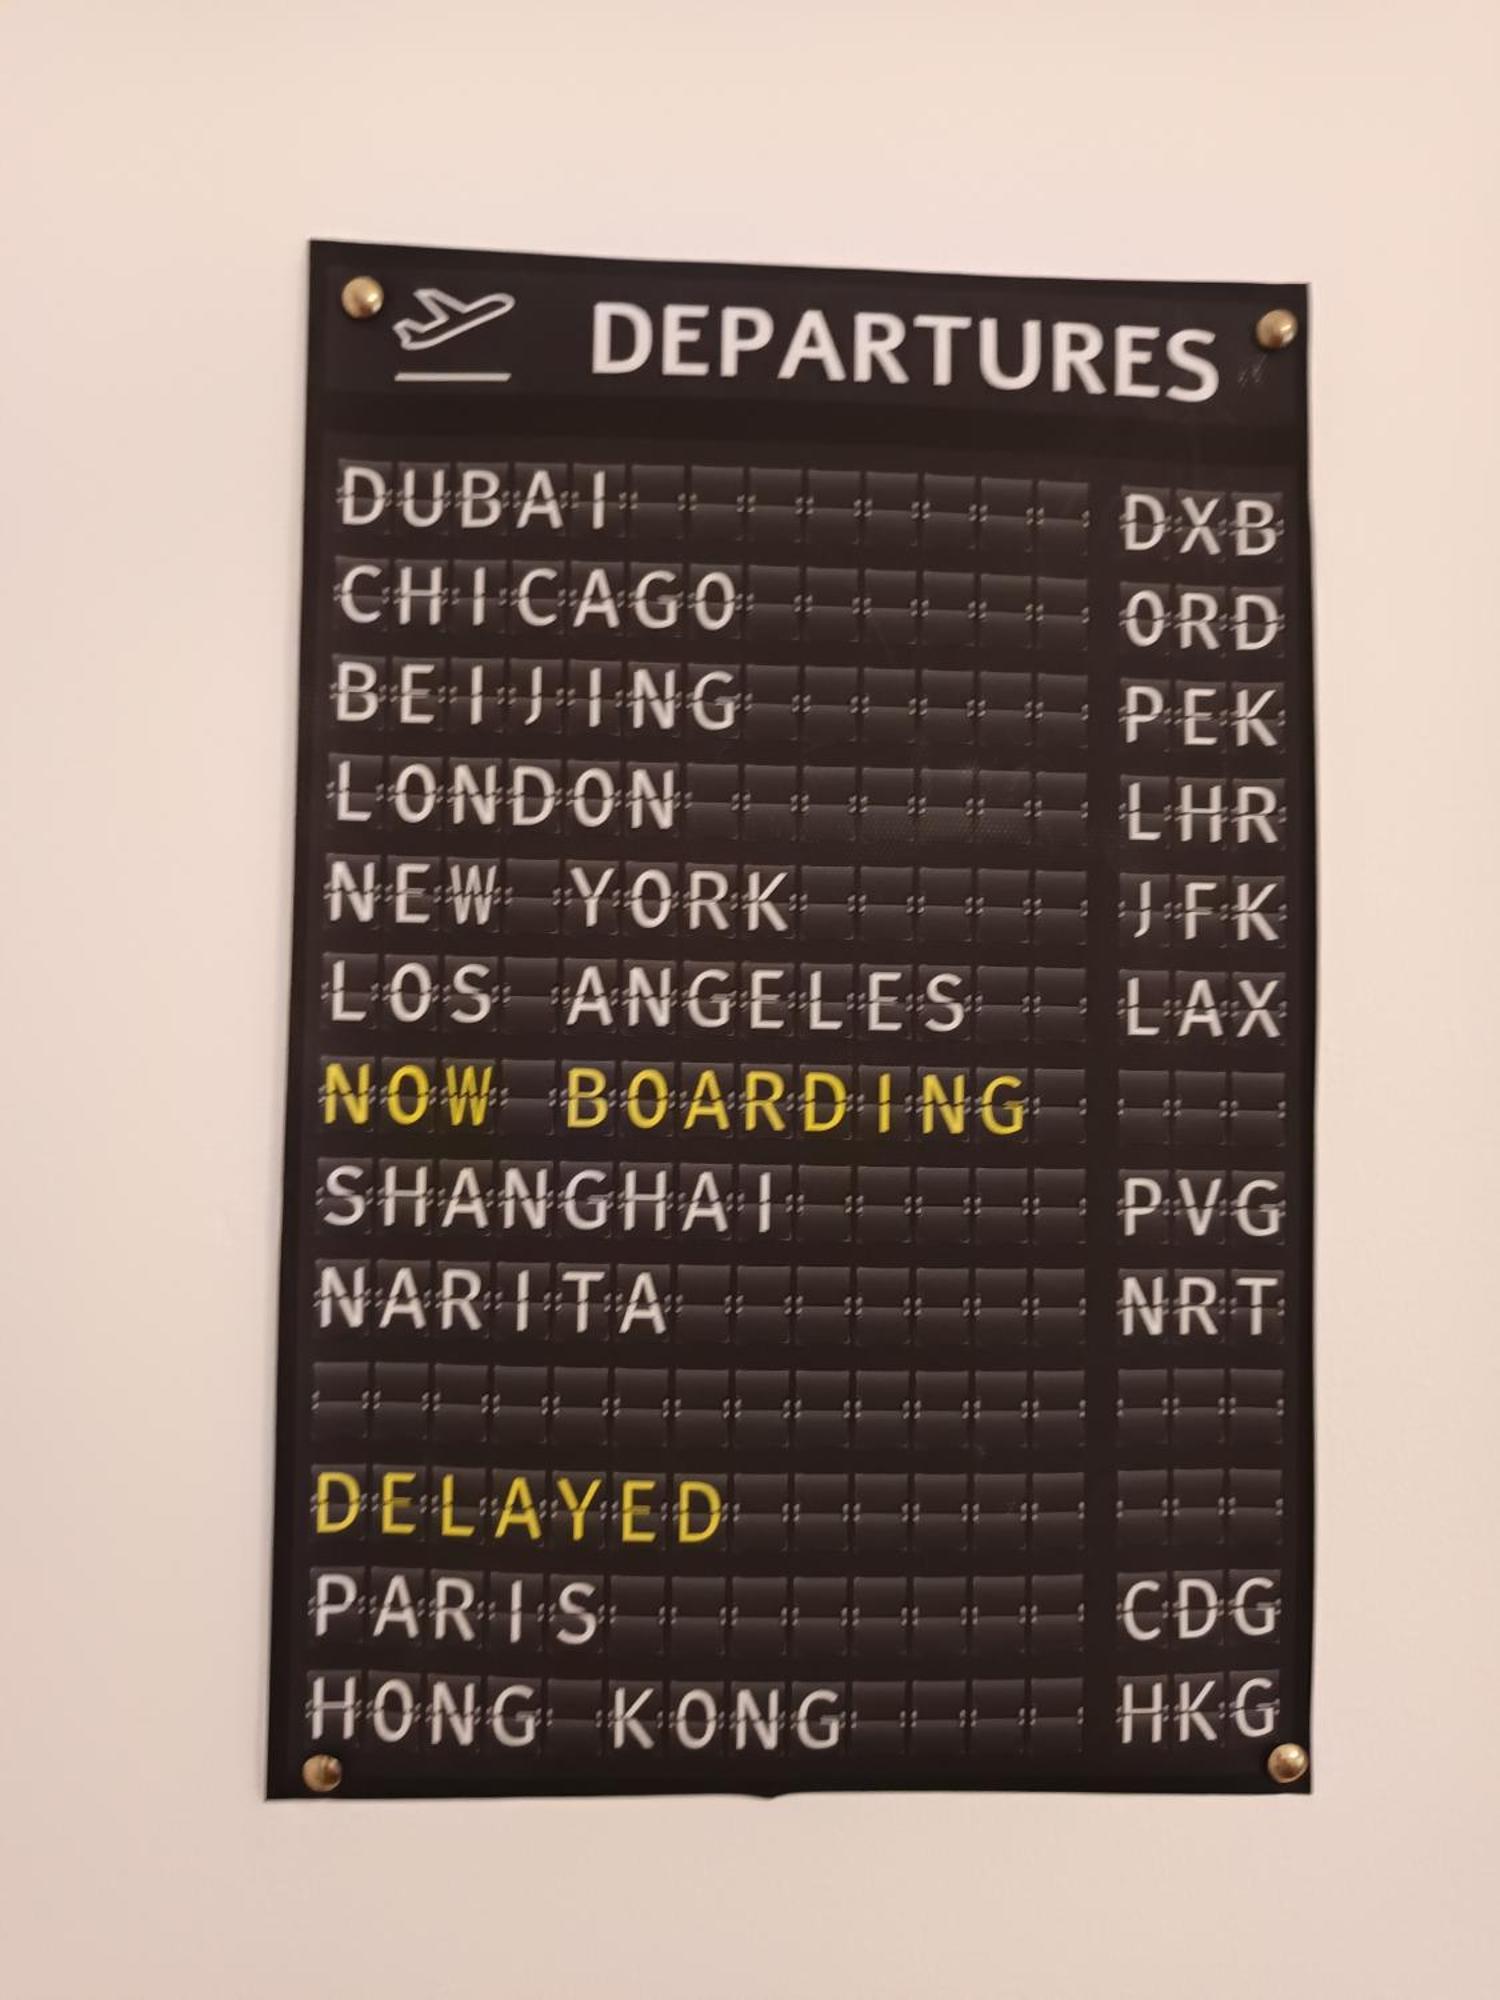 DEPARTURES
DUBAI DXB
CHICAGO ORD
BEIJING PEK
LONDON LHR
NEW YORK JFK
LOS ANGELES LAX
NOW BOARDING
SHANGHAI PVG
NARITA NRT
DELAYED
PARIS CDG
HONG KONG HKG